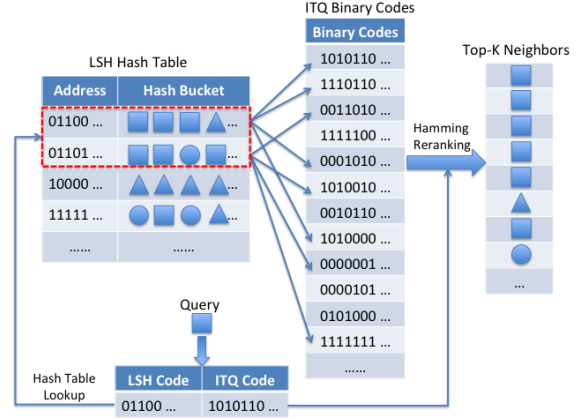 ITQ Binary Codes
LSH Hash Table
Top-K Neighbors
Address Hash Bucket
01100 ... ...
01101 ... ...
10000 ... ...
11111 ... ...
...... ......
Binary Codes
1010110 ...
1110110 ...
0011010 ...
1111100 ...
0001010 ...
1010010 ...
0010110 ...
1010000 ...
0000001 ...
0000101 ...
0101000 ...
1111111 ...
......
Hamming
Reranking
...
Query
Hash Table
Lookup
LSH Code ITQ Code
01100 ... 1010110 ...